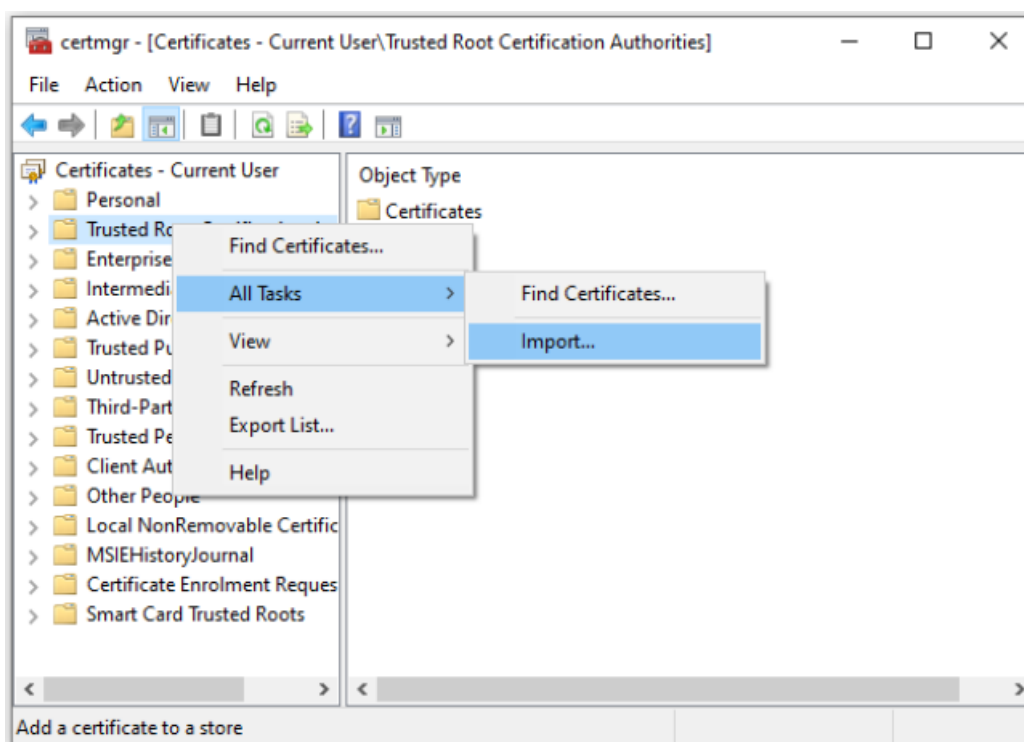 certmgr - [Certificates - Current User\Trusted Root Certification Authorities]
File Action View Help
Certificates - Current User
Personal
Trusted
Enterprise
Intermedi
Active Dir
Trusted Pu
Untrusted
Third-Part
Trusted Pe
Client Aut
Other People
Local NonRemovable Certific
MSIEHistoryJournal
Certificate Enrolment Reques
Smart Card Trusted Roots
Object Type
Certificates
Find Certificates...
All Tasks
View
Refresh
Export List...
Help
Find Certificates...
Import...
Add a certificate to a store